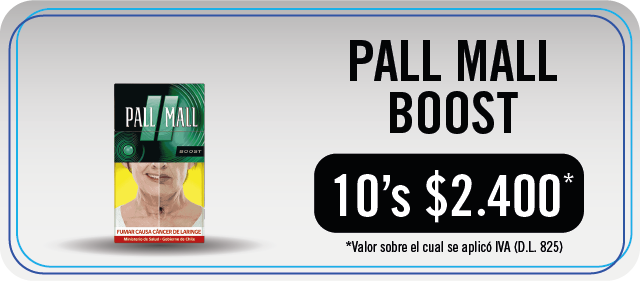 PALL MALL
BOOST
10’s $2.400*
*Valor sobre el cual se aplicó IVA (D.L. 825)
PALL MALL
BOOST
FUMAR CAUSA CÁNCER DE LARINGE
Ministerio de Salud - Gobierno de Chile